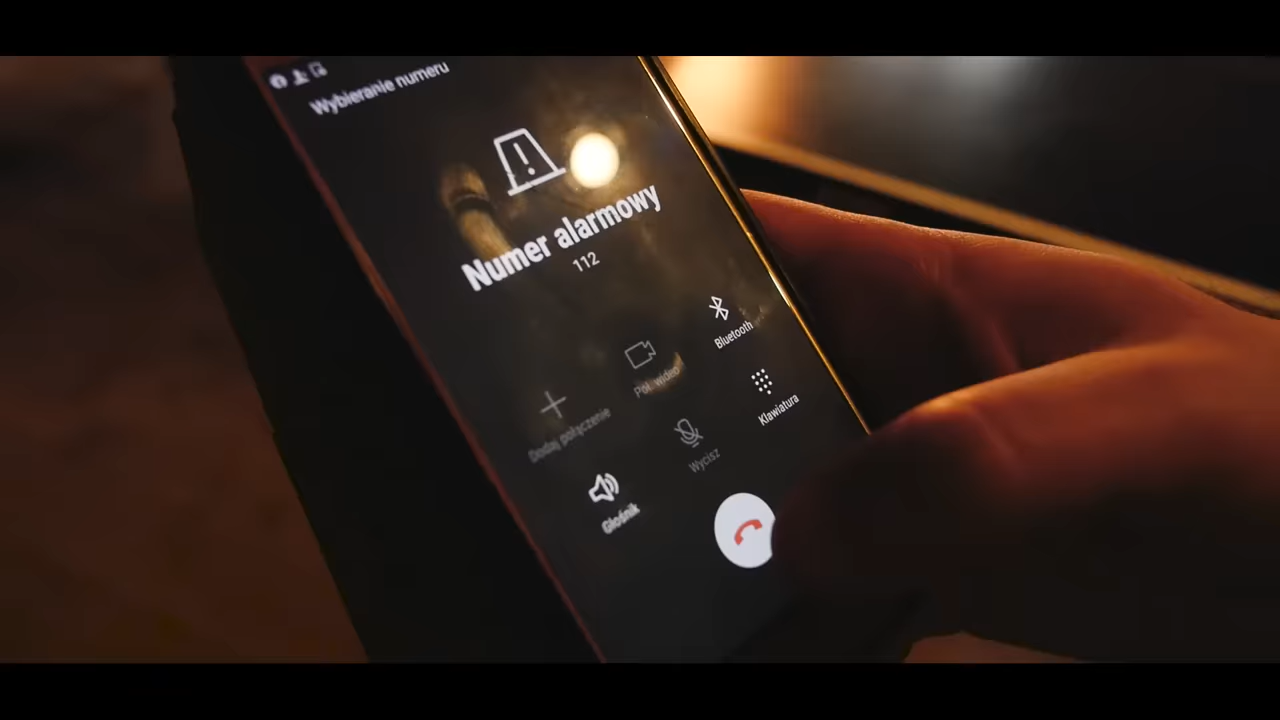 Wybieranie numeru
Numer alarmowy
112
Dodaj połączenie
Poł. wideo
Bluetooth
Głośnik
Wycisz
Klawiatura